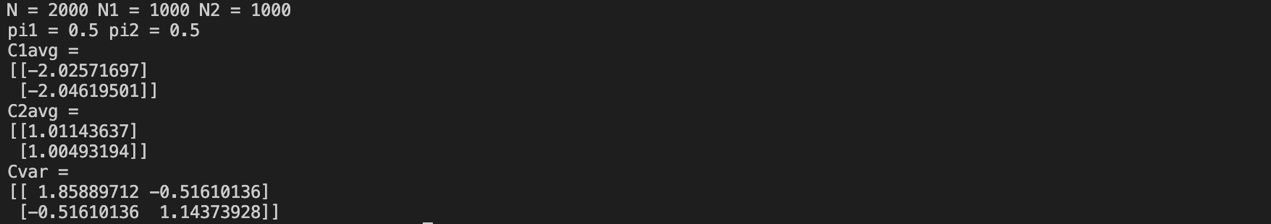 N = 2000 N1 = 1000 N2 = 1000
pi1 = 0.5 pi2 = 0.5
C1avg =
[[-2.02571697]
 [-2.04619501]]
C2avg =
[[1.01143637]
 [1.00493194]]
Cvar =
[[ 1.85889712 -0.51610136]
 [-0.51610136  1.14373928]]